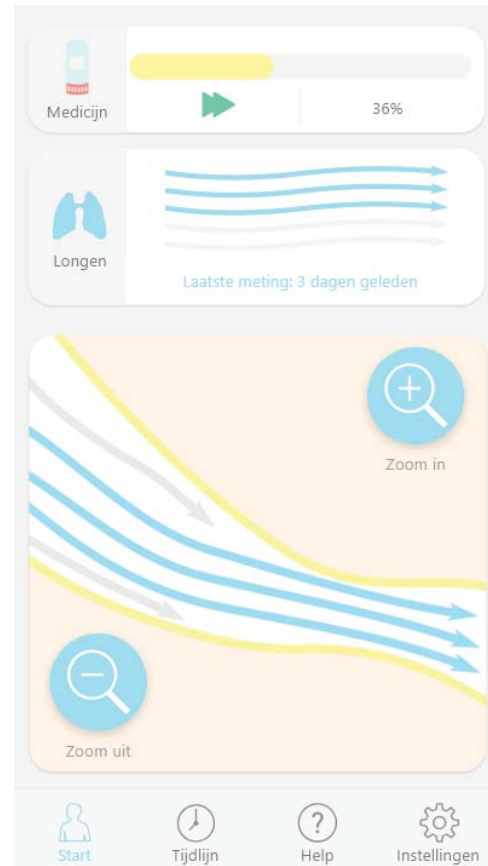 Medicijn
36%
Longen
Laatste meting: 3 dagen geleden
Zoom in
Zoom uit
Start
Tijdlijn
Help
Instellingen